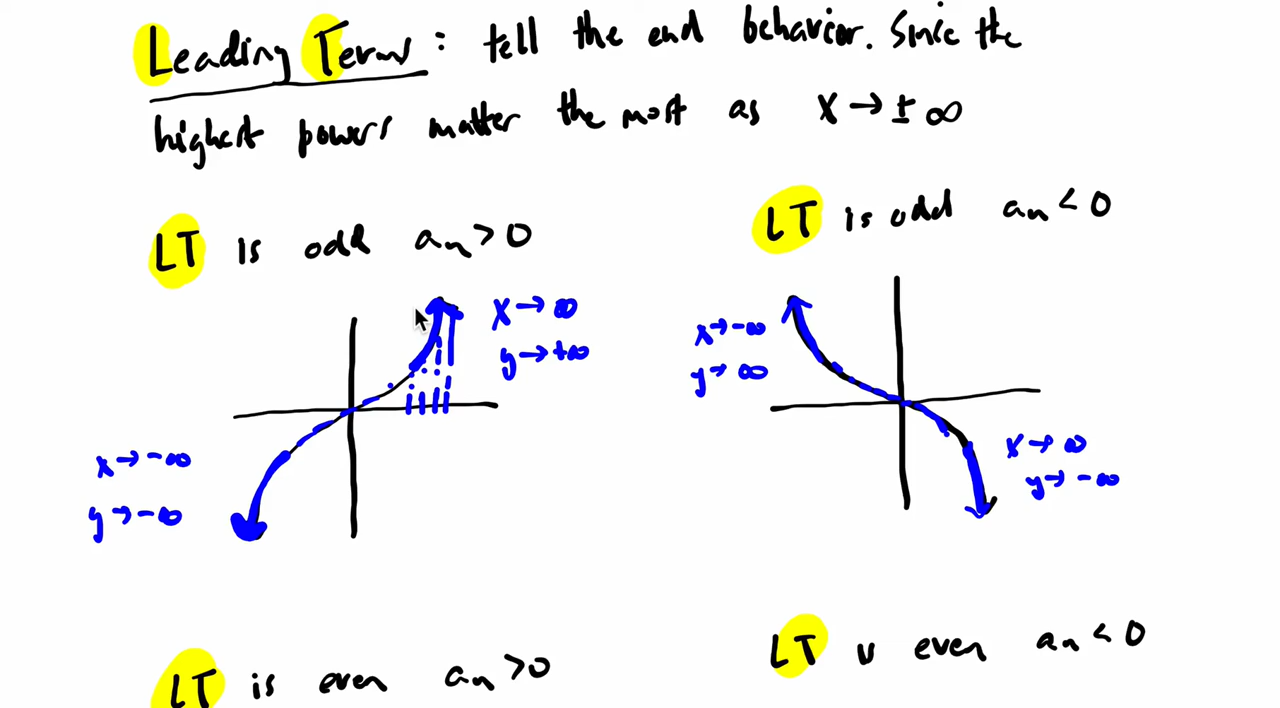 Leading Terms: tell the end behavior. Since the
highest powers matter the most as x → ± ∞
LT is odd aₙ > 0
LT is odd aₙ < 0
x → ∞
y → +∞
x → -∞
y → -∞
x → -∞
y → ∞
x → ∞
y → -∞
LT is even aₙ > 0
LT is even aₙ < 0